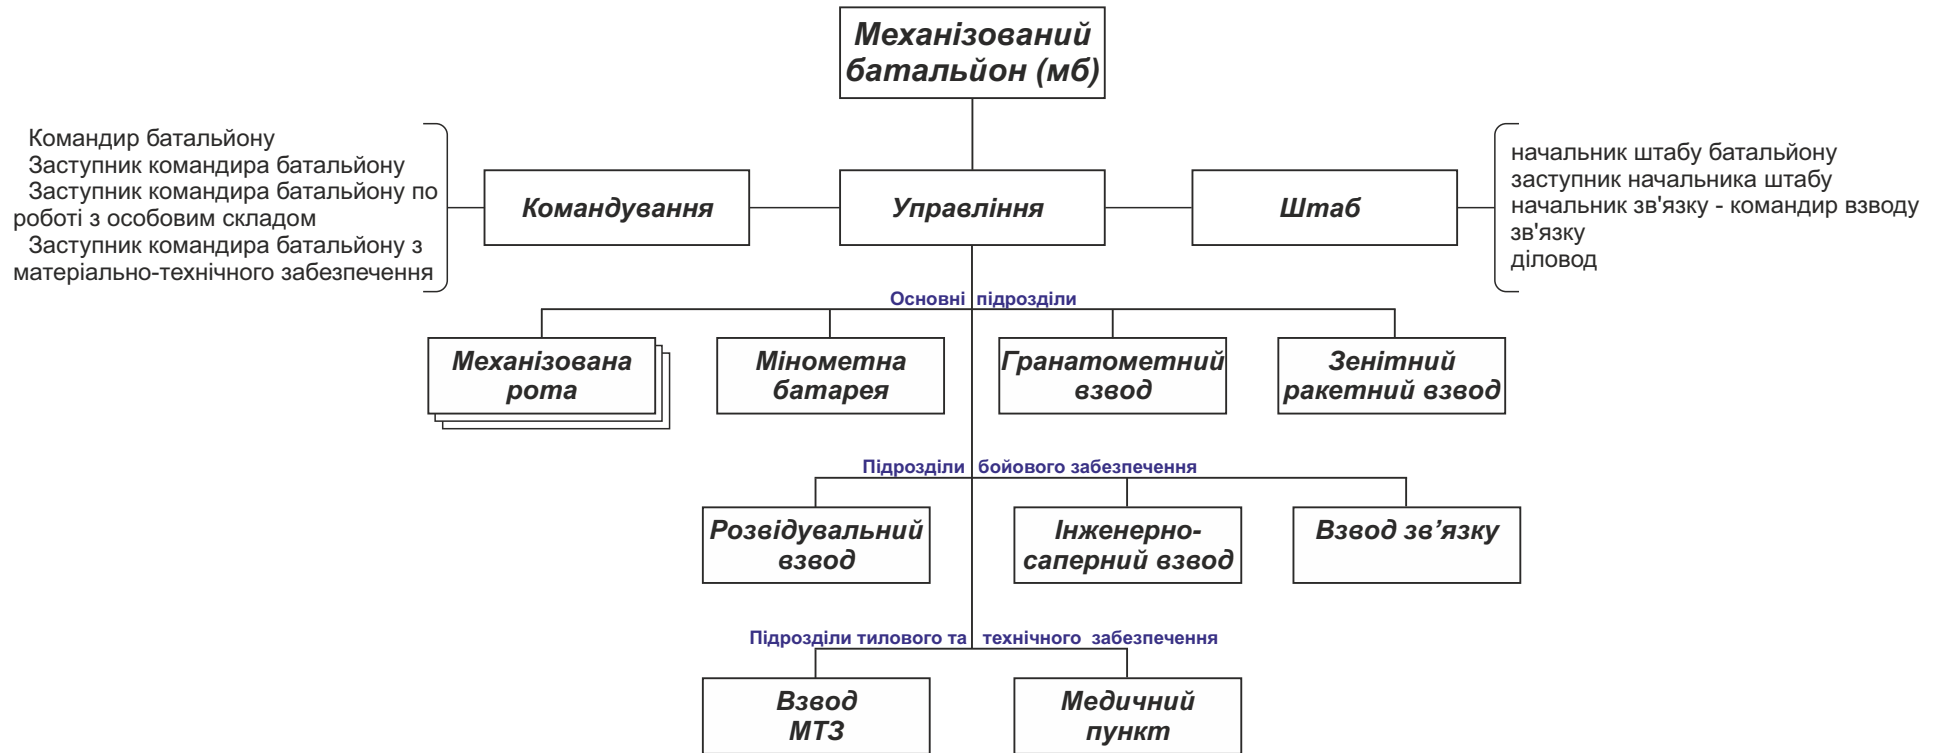 Механізований
батальйон (мб)
Командир батальйону
Заступник командира батальйону
Заступник командира батальйону по
роботі з особовим складом
Заступник командира батальйону з
матеріально-технічного забезпечення
Командування
Управління
Штаб
начальник штабу батальйону
заступник начальника штабу
начальник зв'язку - командир взводу
зв'язку
діловод
Основні підрозділи
Механізована
рота
Мінометна
батарея
Гранатометний
взвод
Зенітний
ракетний взвод
Підрозділи бойового забезпечення
Розвідувальний
взвод
Інженерно-
саперний взвод
Взвод зв’язку
Підрозділи тилового та технічного забезпечення
Взвод
МТЗ
Медичний
пункт